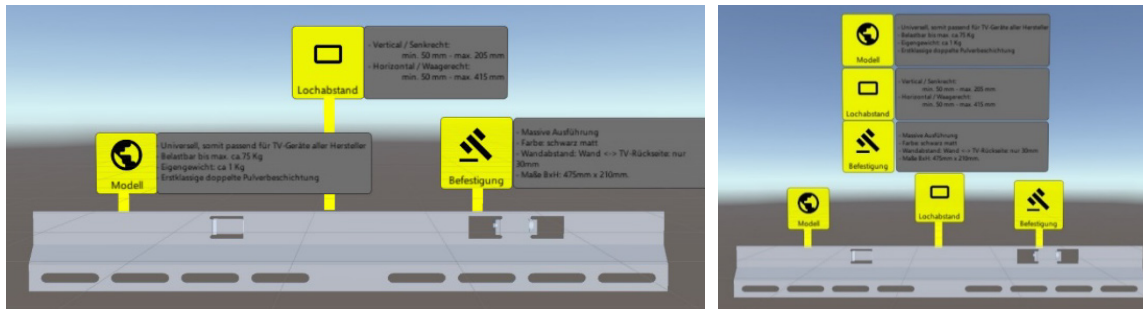 - Vertical / Senkrecht:
min. 50 mm - max. 205 mm
- Horizontal / Waagerecht:
min. 50 mm - max. 415 mm
Lochabstand
- Universell, somit passend für TV-Geräte aller Hersteller
- Belastbar bis max. ca.75 Kg
- Eigengewicht: ca 1 Kg
- Erstklassige doppelte Pulverbeschichtung
Modell
- Massive Ausführung
- Farbe: schwarz matt
- Wandabstand: Wand <-> TV-Rückseite: nur
30mm
- Maße BxH: 475mm x 210mm.
Befestigung
- Universell, somit passend für TV-Geräte aller Hersteller
- Belastbar bis max. ca.75 Kg
- Eigengewicht: ca 1 Kg
- Erstklassige doppelte Pulverbeschichtung
Modell
- Vertical / Senkrecht:
min. 50 mm - max. 205 mm
- Horizontal / Waagerecht:
min. 50 mm - max. 415 mm
Lochabstand
- Massive Ausführung
- Farbe: schwarz matt
- Wandabstand: Wand <-> TV-Rückseite: nur 30mm
- Maße BxH: 475mm x 210mm.
Befestigung
Modell
Lochabstand
Befestigung